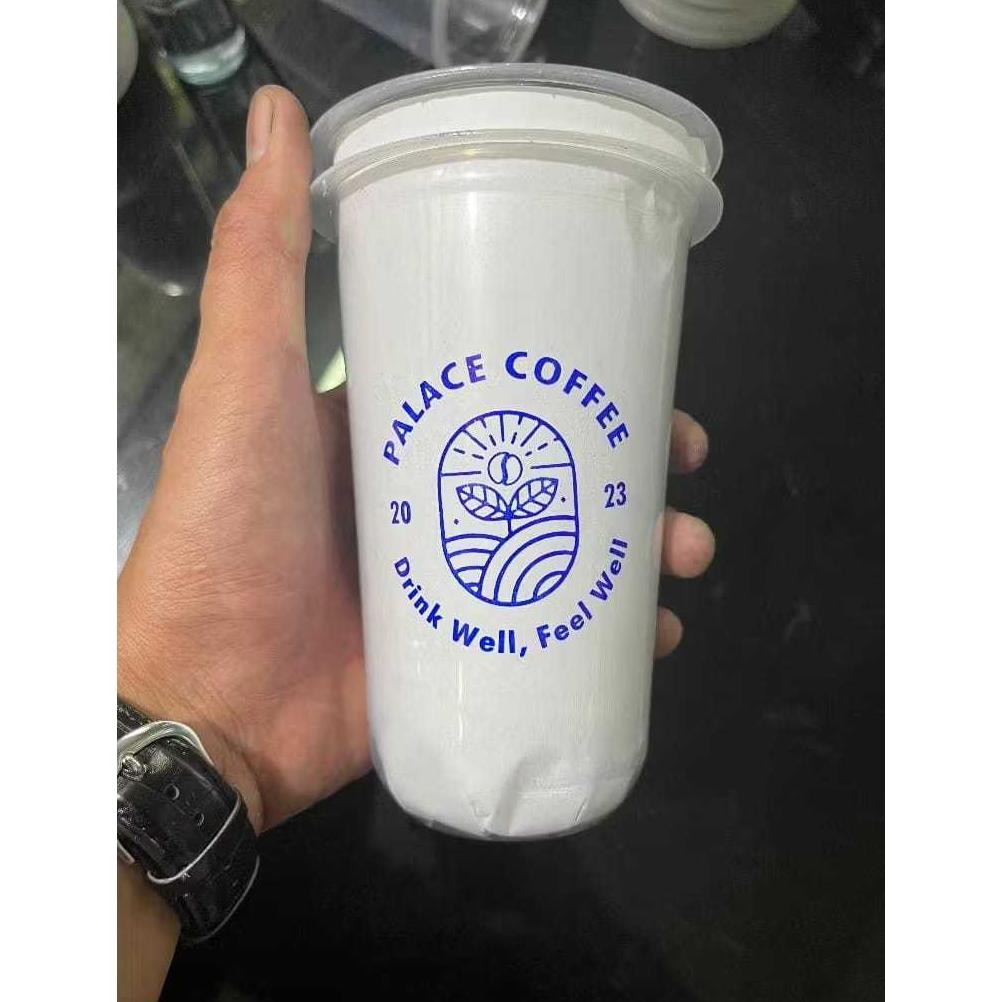 PALACE COFFEE
20 23
Drink Well, Feel Well